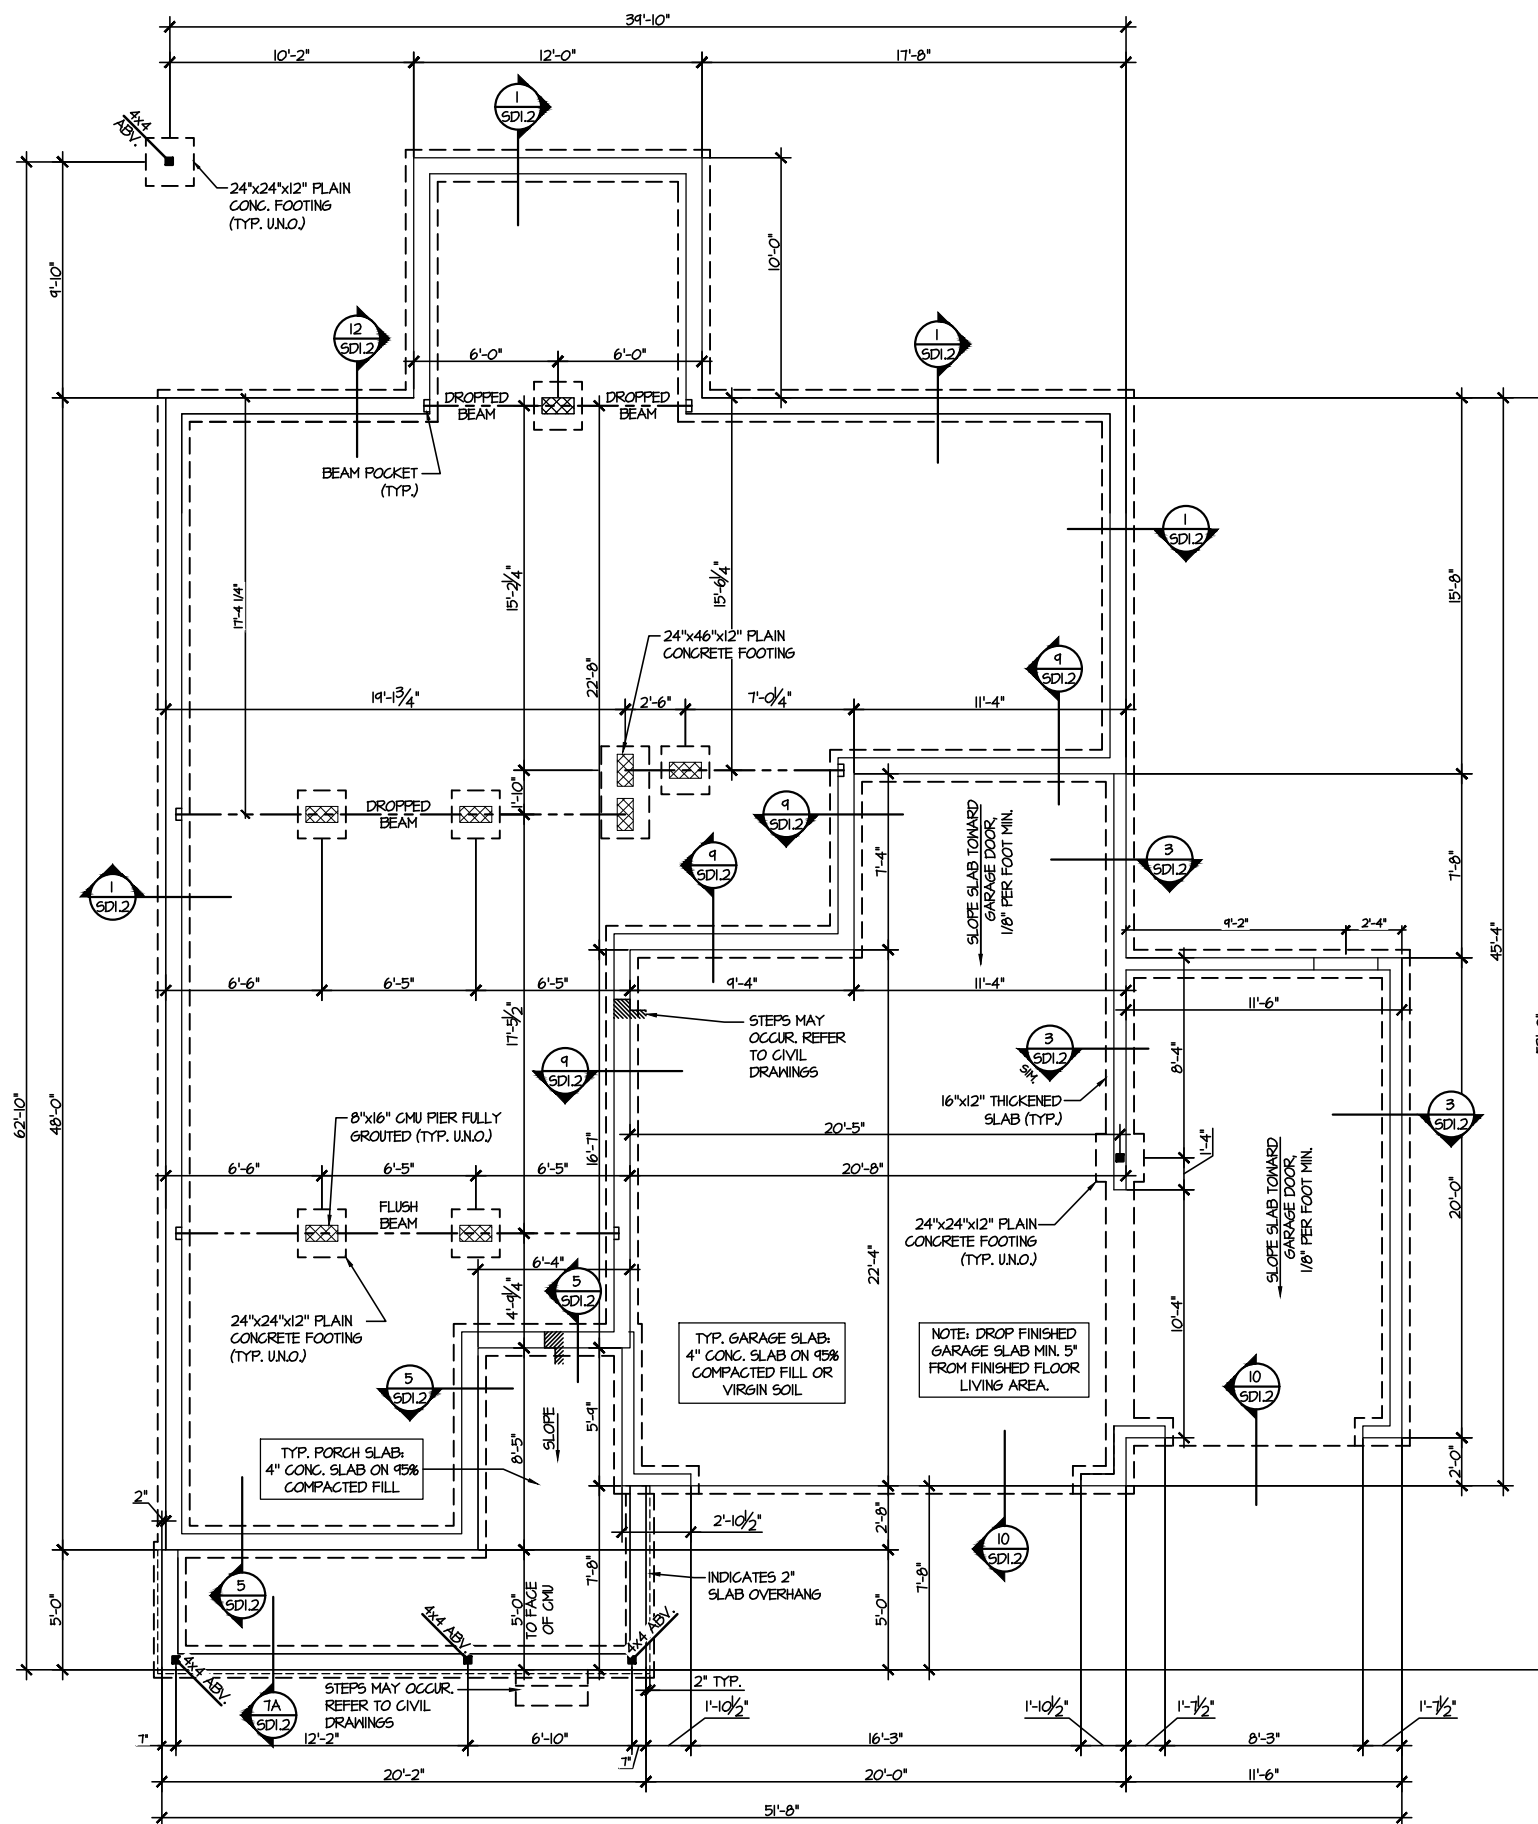 39'-10"
10'-2"
12'-0"
17'-8"
1
SD1.2
4x4
ABV.
24"x24"x12" PLAIN
CONC. FOOTING
(TYP. U.N.O.)
9'-10"
10'-0"
12
SD1.2
1
SD1.2
6'-0"
6'-0"
DROPPED
BEAM
DROPPED
BEAM
BEAM POCKET
(TYP.)
1
SD1.2
17'-4 1/4"
15'-2 1/4"
15'-6 1/4"
15'-8"
24"x46"x12" PLAIN
CONCRETE FOOTING
22'-8"
9
SD1.2
19'-1 3/4"
2'-6"
7'-0 1/4"
11'-4"
1'-10"
DROPPED
BEAM
9
SD1.2
9
SD1.2
7'-4"
SLOPE SLAB TOWARD
GARAGE DOOR,
1/8" PER FOOT MIN.
3
SD1.2
7'-8"
1
SD1.2
9'-2"
2'-4"
45'-4"
6'-6"
6'-5"
6'-5"
9'-4"
11'-4"
11'-6"
17'-5 1/2"
STEPS MAY
OCCUR. REFER
TO CIVIL
DRAWINGS
9
SD1.2
3
SD1.2
SIM.
8'-4"
16"x12" THICKENED
SLAB (TYP.)
3
SD1.2
62'-10"
48'-0"
8"x16" CMU PIER FULLY
GROUTED (TYP. U.N.O.)
20'-5"
16'-7"
1'-4"
6'-6"
6'-5"
6'-5"
20'-8"
20'-0"
FLUSH
BEAM
24"x24"x12" PLAIN
CONCRETE FOOTING
(TYP. U.N.O.)
SLOPE SLAB TOWARD
GARAGE DOOR,
1/8" PER FOOT MIN.
6'-4"
4'-9 1/4"
5
SD1.2
22'-4"
10'-4"
24"x24"x12" PLAIN
CONCRETE FOOTING
(TYP. U.N.O.)
TYP. GARAGE SLAB:
4" CONC. SLAB ON 95%
COMPACTED FILL OR
VIRGIN SOIL
NOTE: DROP FINISHED
GARAGE SLAB MIN. 5"
FROM FINISHED FLOOR
LIVING AREA.
5
SD1.2
10
SD1.2
5'-9"
SLOPE
8'-5"
TYP. PORCH SLAB:
4" CONC. SLAB ON 95%
COMPACTED FILL
2'-0"
2"
2'-10 1/2"
2'-8"
10
SD1.2
7'-8"
7'-8"
INDICATES 2"
SLAB OVERHANG
5
SD1.2
5'-0"
5'-0"
TO FACE
OF CMU
5'-0"
4x4 ABV.
4x4 ABV.
4x4 ABV.
STEPS MAY OCCUR.
REFER TO CIVIL
DRAWINGS
7A
SD1.2
2" TYP.
1'-10 1/2"
1'-10 1/2"
1'-7 1/2"
1'-7 1/2"
7"
12'-2"
6'-10"
7"
16'-3"
8'-3"
20'-2"
20'-0"
11'-6"
51'-8"